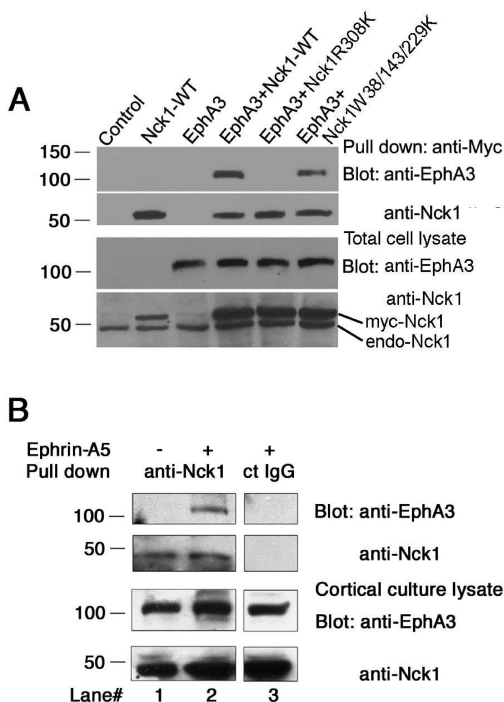 A
Control
Nck1-WT
EphA3
EphA3+Nck1-WT
EphA3+Nck1R308K
EphA3+
Nck1W38/143/229K
150
Pull down: anti-Myc
100
Blot: anti-EphA3
50
anti-Nck1
Total cell lysate
100
Blot: anti-EphA3
anti-Nck1
50
myc-Nck1
endo-Nck1
B
Ephrin-A5 - + +
Pull down anti-Nck1 ct IgG
100
Blot: anti-EphA3
50
anti-Nck1
Cortical culture lysate
100
Blot: anti-EphA3
50
anti-Nck1
Lane# 1 2 3